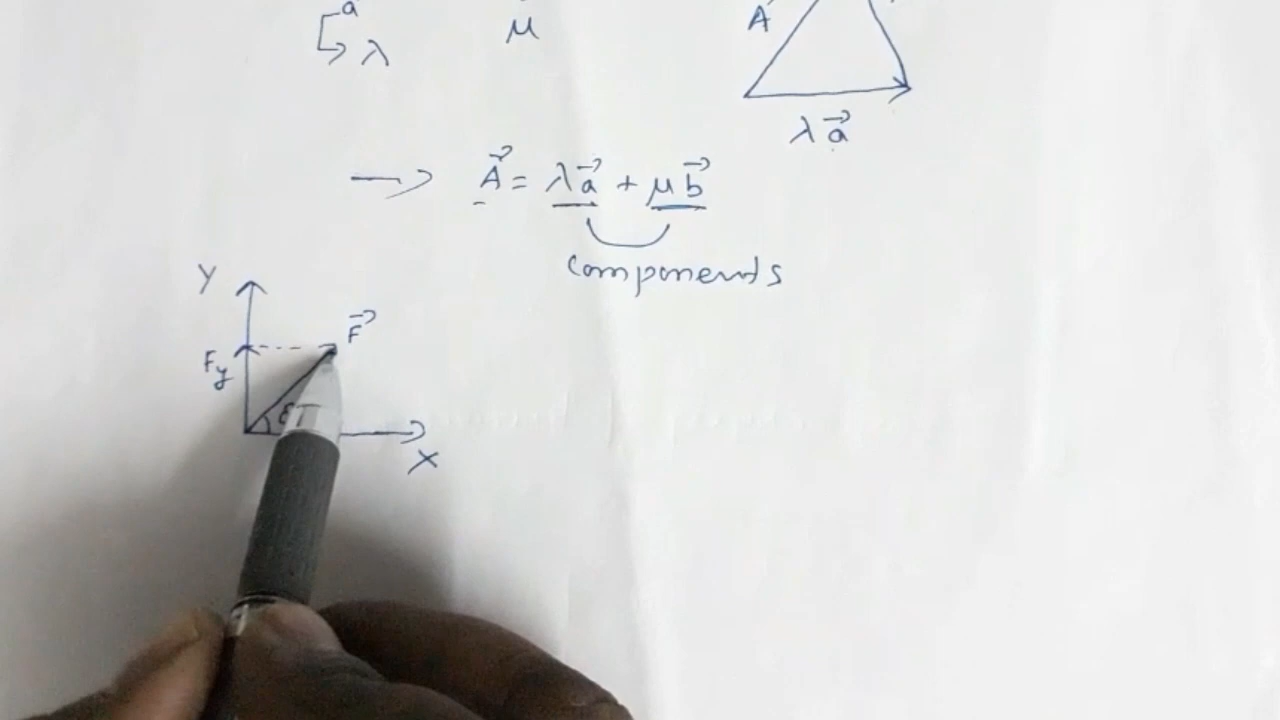 a⃗
λ
μ
A⃗
λa⃗
→ A⃗ = λa⃗ + μb⃗
components
Y
F⃗
Fy
X